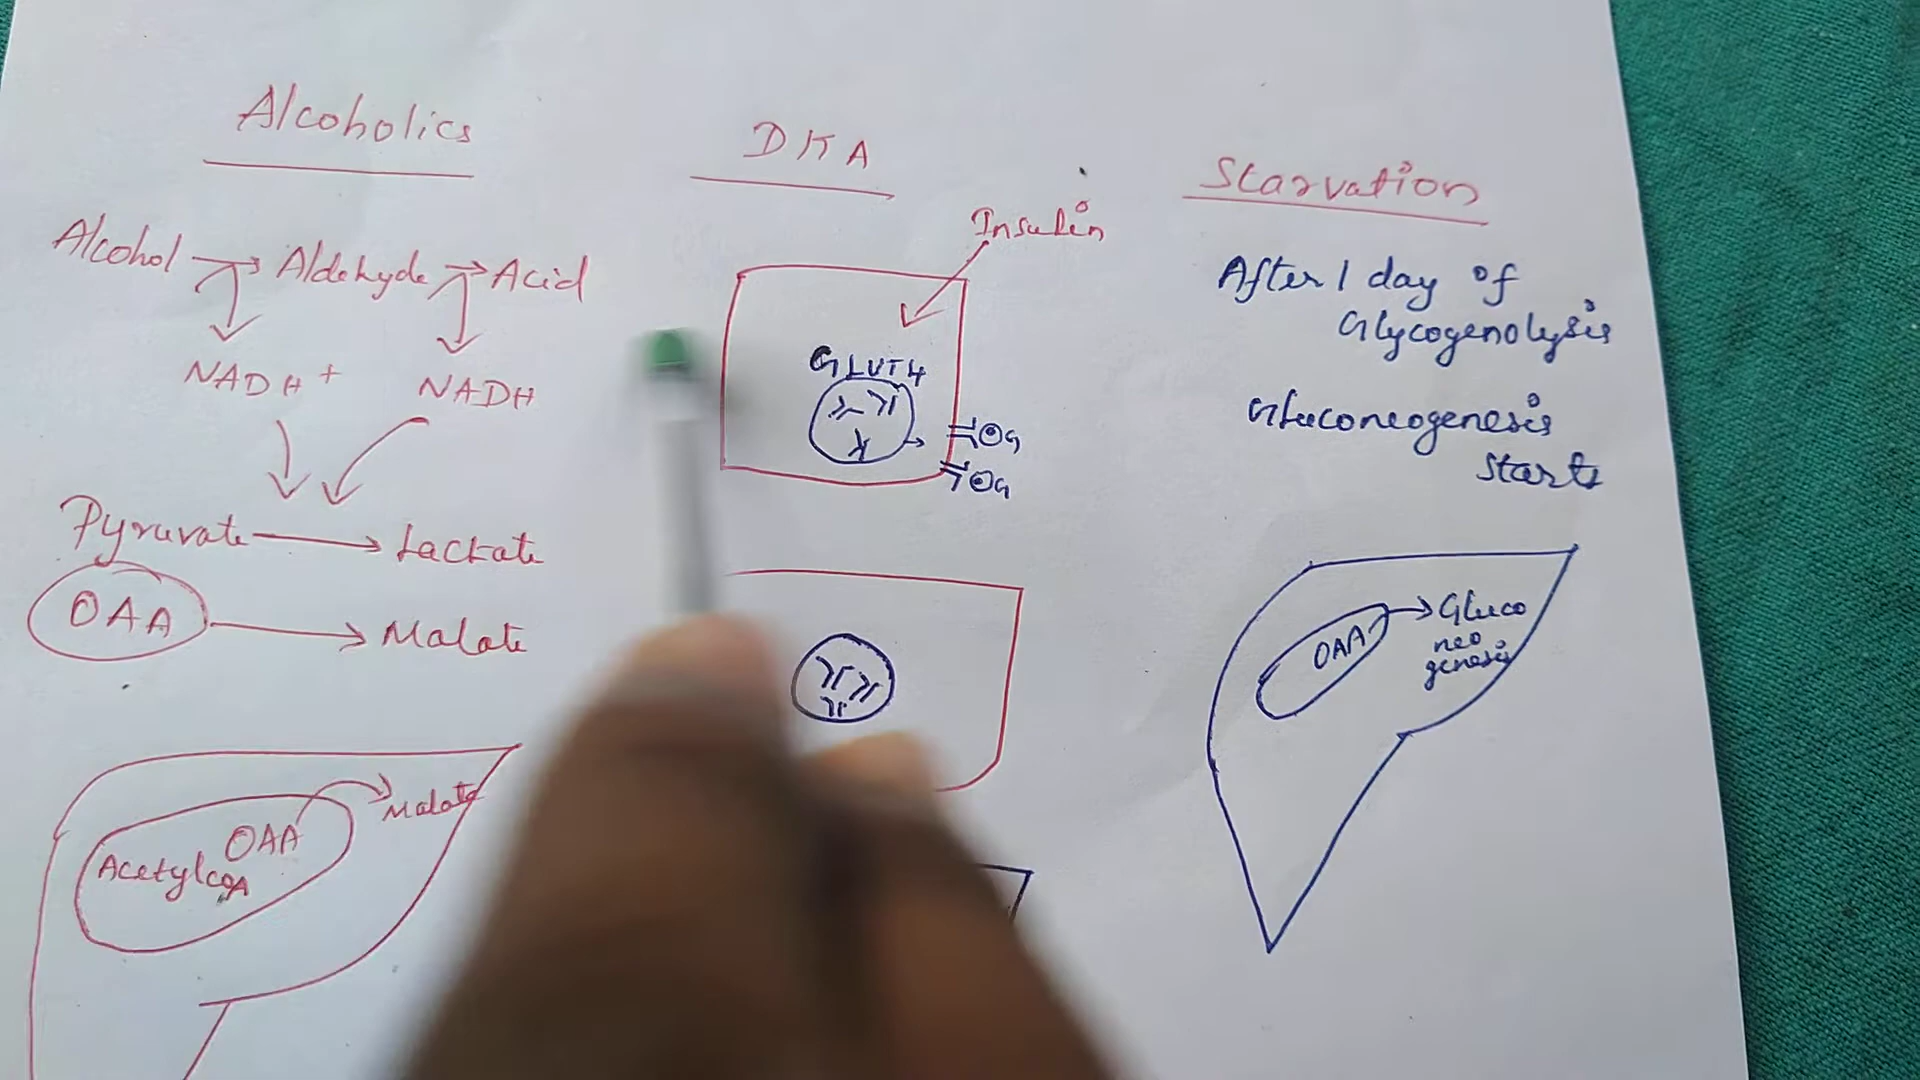 Alcoholics
Alcohol → Aldehyde → Acid
NADH + NADH
Pyruvate → Lactate
OAA → Malate
OAA → Malate
AcetylcoA
DKA
Insulin
GLUT4
G
G
Starvation
After 1 day of
Glycogenolysis
Gluconeogenesis
starts
OAA → Gluco
neo
genesis